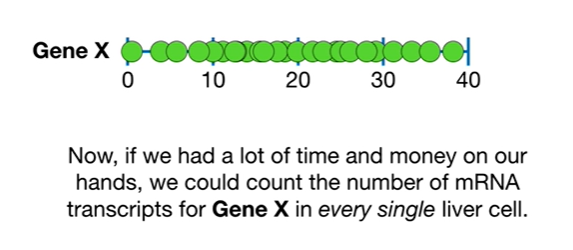 Gene X
0 10 20 30 40
Now, if we had a lot of time and money on our
hands, we could count the number of mRNA
transcripts for Gene X in every single liver cell.